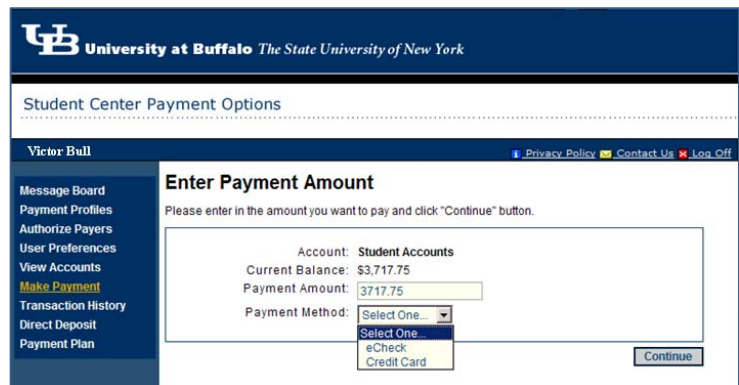 UB University at Buffalo The State University of New York
Student Center Payment Options
Victor Bull
Privacy Policy Contact Us Log Off
Message Board
Payment Profiles
Authorize Payers
User Preferences
View Accounts
Make Payment
Transaction History
Direct Deposit
Payment Plan
Enter Payment Amount
Please enter in the amount you want to pay and click "Continue" button.
Account: Student Accounts
Current Balance: $3,717.75
Payment Amount: 3717.75
Payment Method: Select One...
Select One...
eCheck
Credit Card
Continue